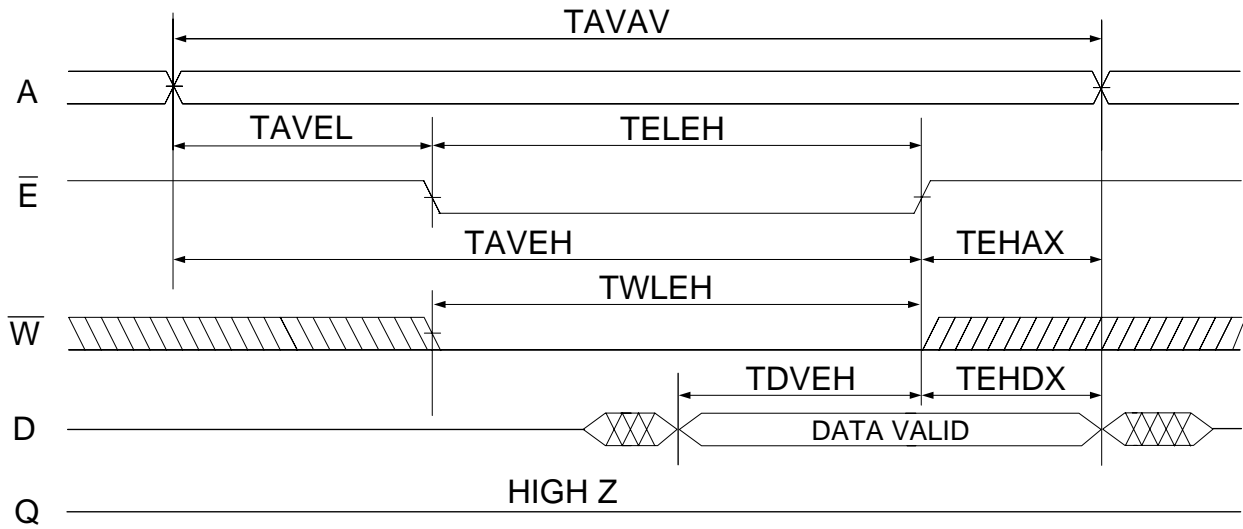 TAVAV
A
TAVEL TELEH
E̅
TAVEH TEHAX
TWLEH
W̅
TDVEH TEHDX
D DATA VALID
HIGH Z
Q